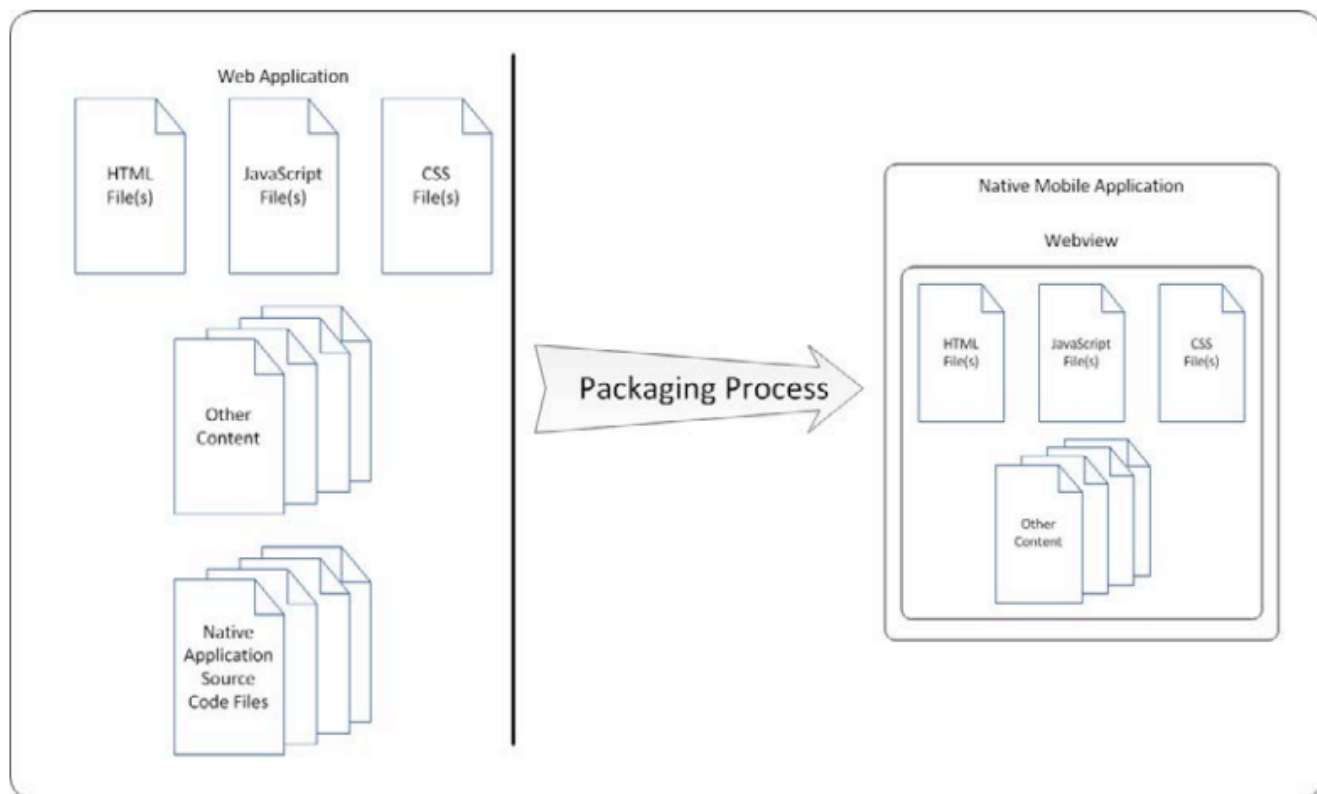 Web Application
HTML
File(s)
JavaScript
File(s)
CSS
File(s)
Other
Content
Native
Application
Source
Code Files
Packaging Process
Native Mobile Application
Webview
HTML
File(s)
JavaScript
File(s)
CSS
File(s)
Other
Content